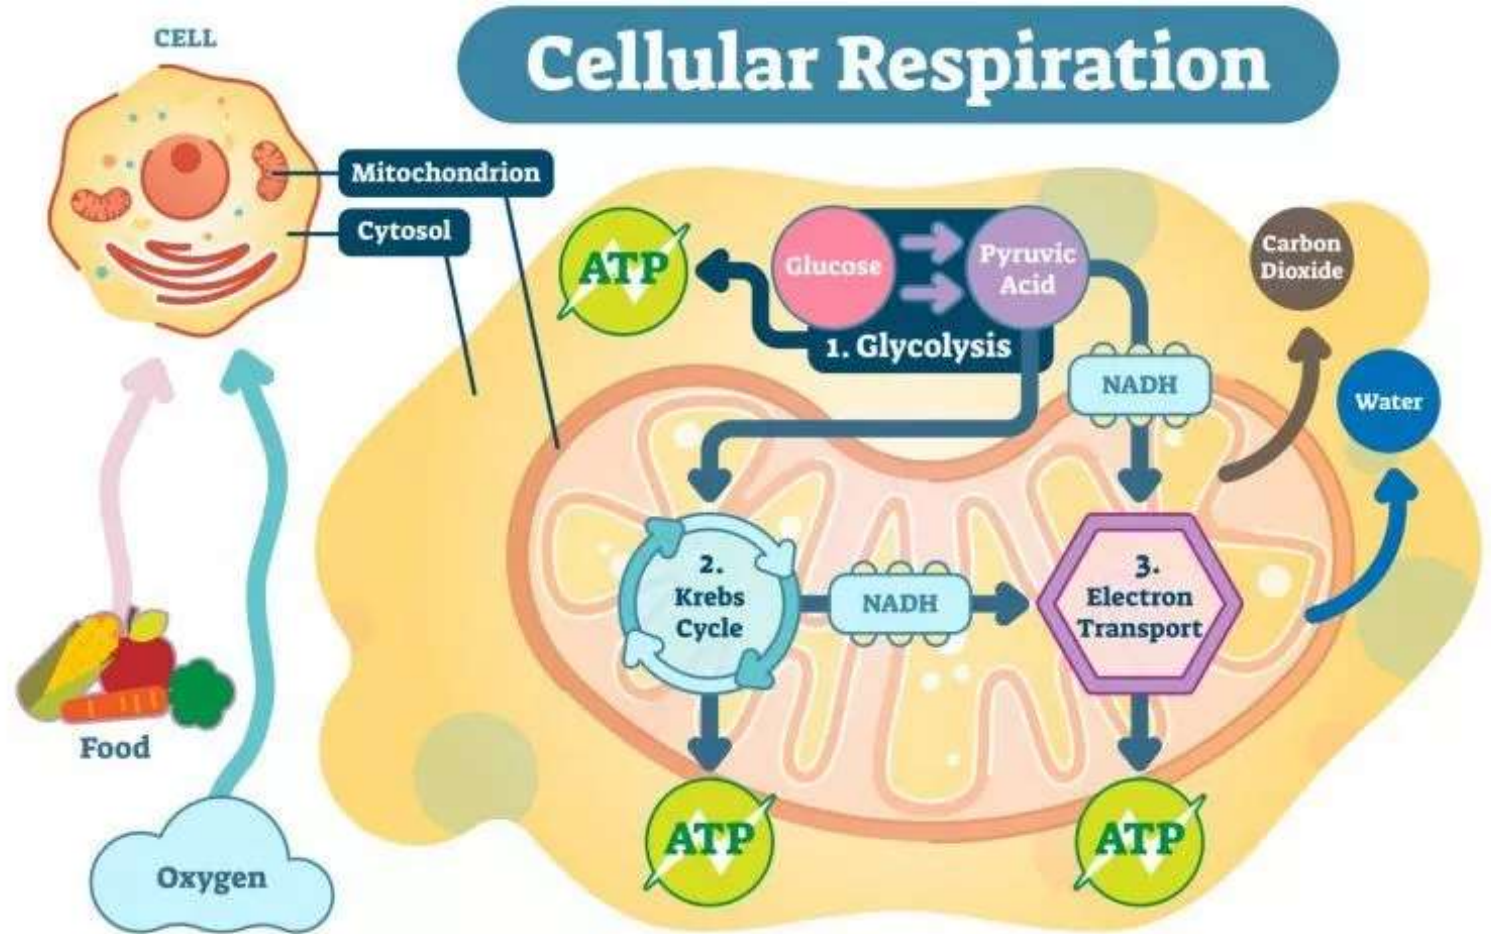 CELL
Cellular Respiration
Mitochondrion
Cytosol
ATP
Glucose
Pyruvic
Acid
1. Glycolysis
Carbon
Dioxide
NADH
Water
2.
Krebs
Cycle
NADH
3.
Electron
Transport
Food
ATP
ATP
Oxygen